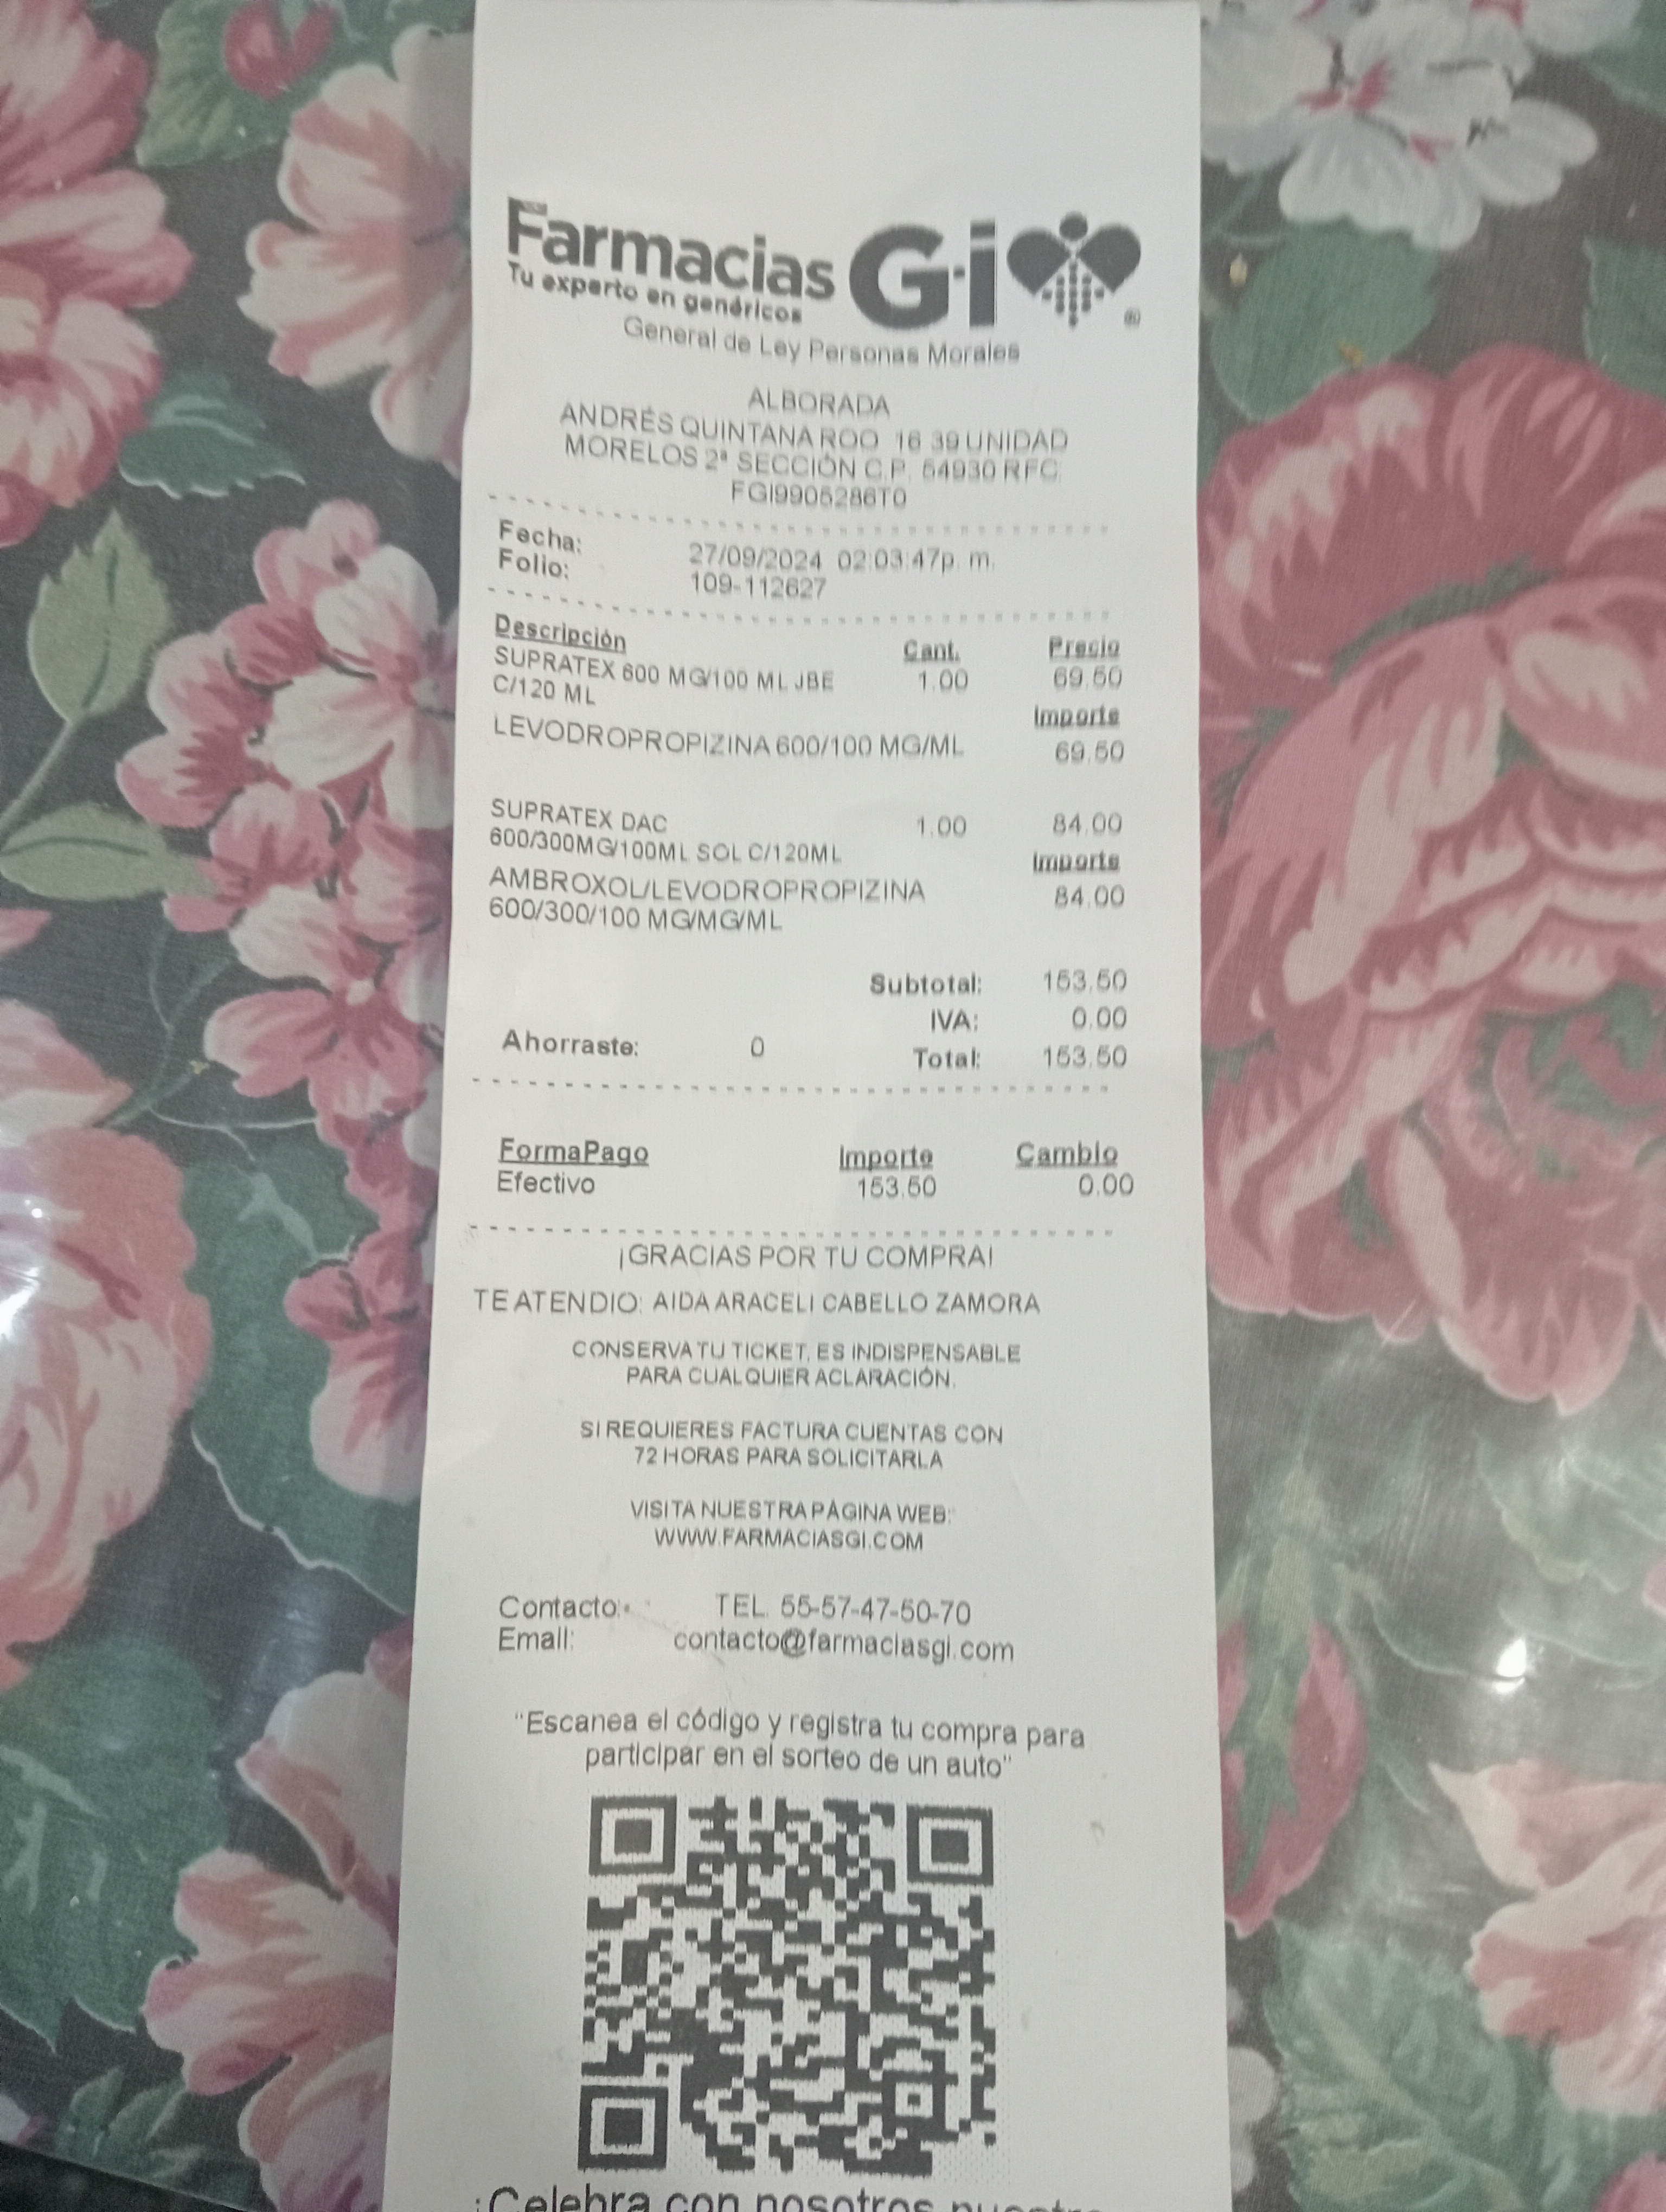 Farmacias Gi
Tu experto en genéricos
General de Ley Personas Morales
ALBORADA
ANDRÉS QUINTANA ROO 16 39 UNIDAD
MORELOS 2ª SECCIÓN C.P. 54930 RFC.
FGI9905286T0
Fecha: 27/09/2024 02:03:47p. m.
Folio: 109-112627
Descripción Cant. Precio
SUPRATEX 600 MG/100 ML JBE 1.00 69.50
C/120 ML Importe
LEVODROPROPIZINA 600/100 MG/ML 69.50
SUPRATEX DAC 1.00 84.00
600/300MG/100ML SOL C/120ML Importe
AMBROXOL/LEVODROPROPIZINA 84.00
600/300/100 MG/MG/ML
Subtotal: 153.50
IVA: 0.00
Ahorraste: 0 Total: 153.50
FormaPago Importe Cambio
Efectivo 153.50 0.00
¡GRACIAS POR TU COMPRA!
TE ATENDIO: AIDA ARACELI CABELLO ZAMORA
CONSERVA TU TICKET, ES INDISPENSABLE
PARA CUALQUIER ACLARACIÓN.
SI REQUIERES FACTURA CUENTAS CON
72 HORAS PARA SOLICITARLA
VISITA NUESTRA PÁGINA WEB:
WWW.FARMACIASGI.COM
Contacto: TEL. 55-57-47-50-70
Email: contacto@farmaciasgi.com
"Escanea el código y registra tu compra para
participar en el sorteo de un auto"
¡Celebra con nosotros